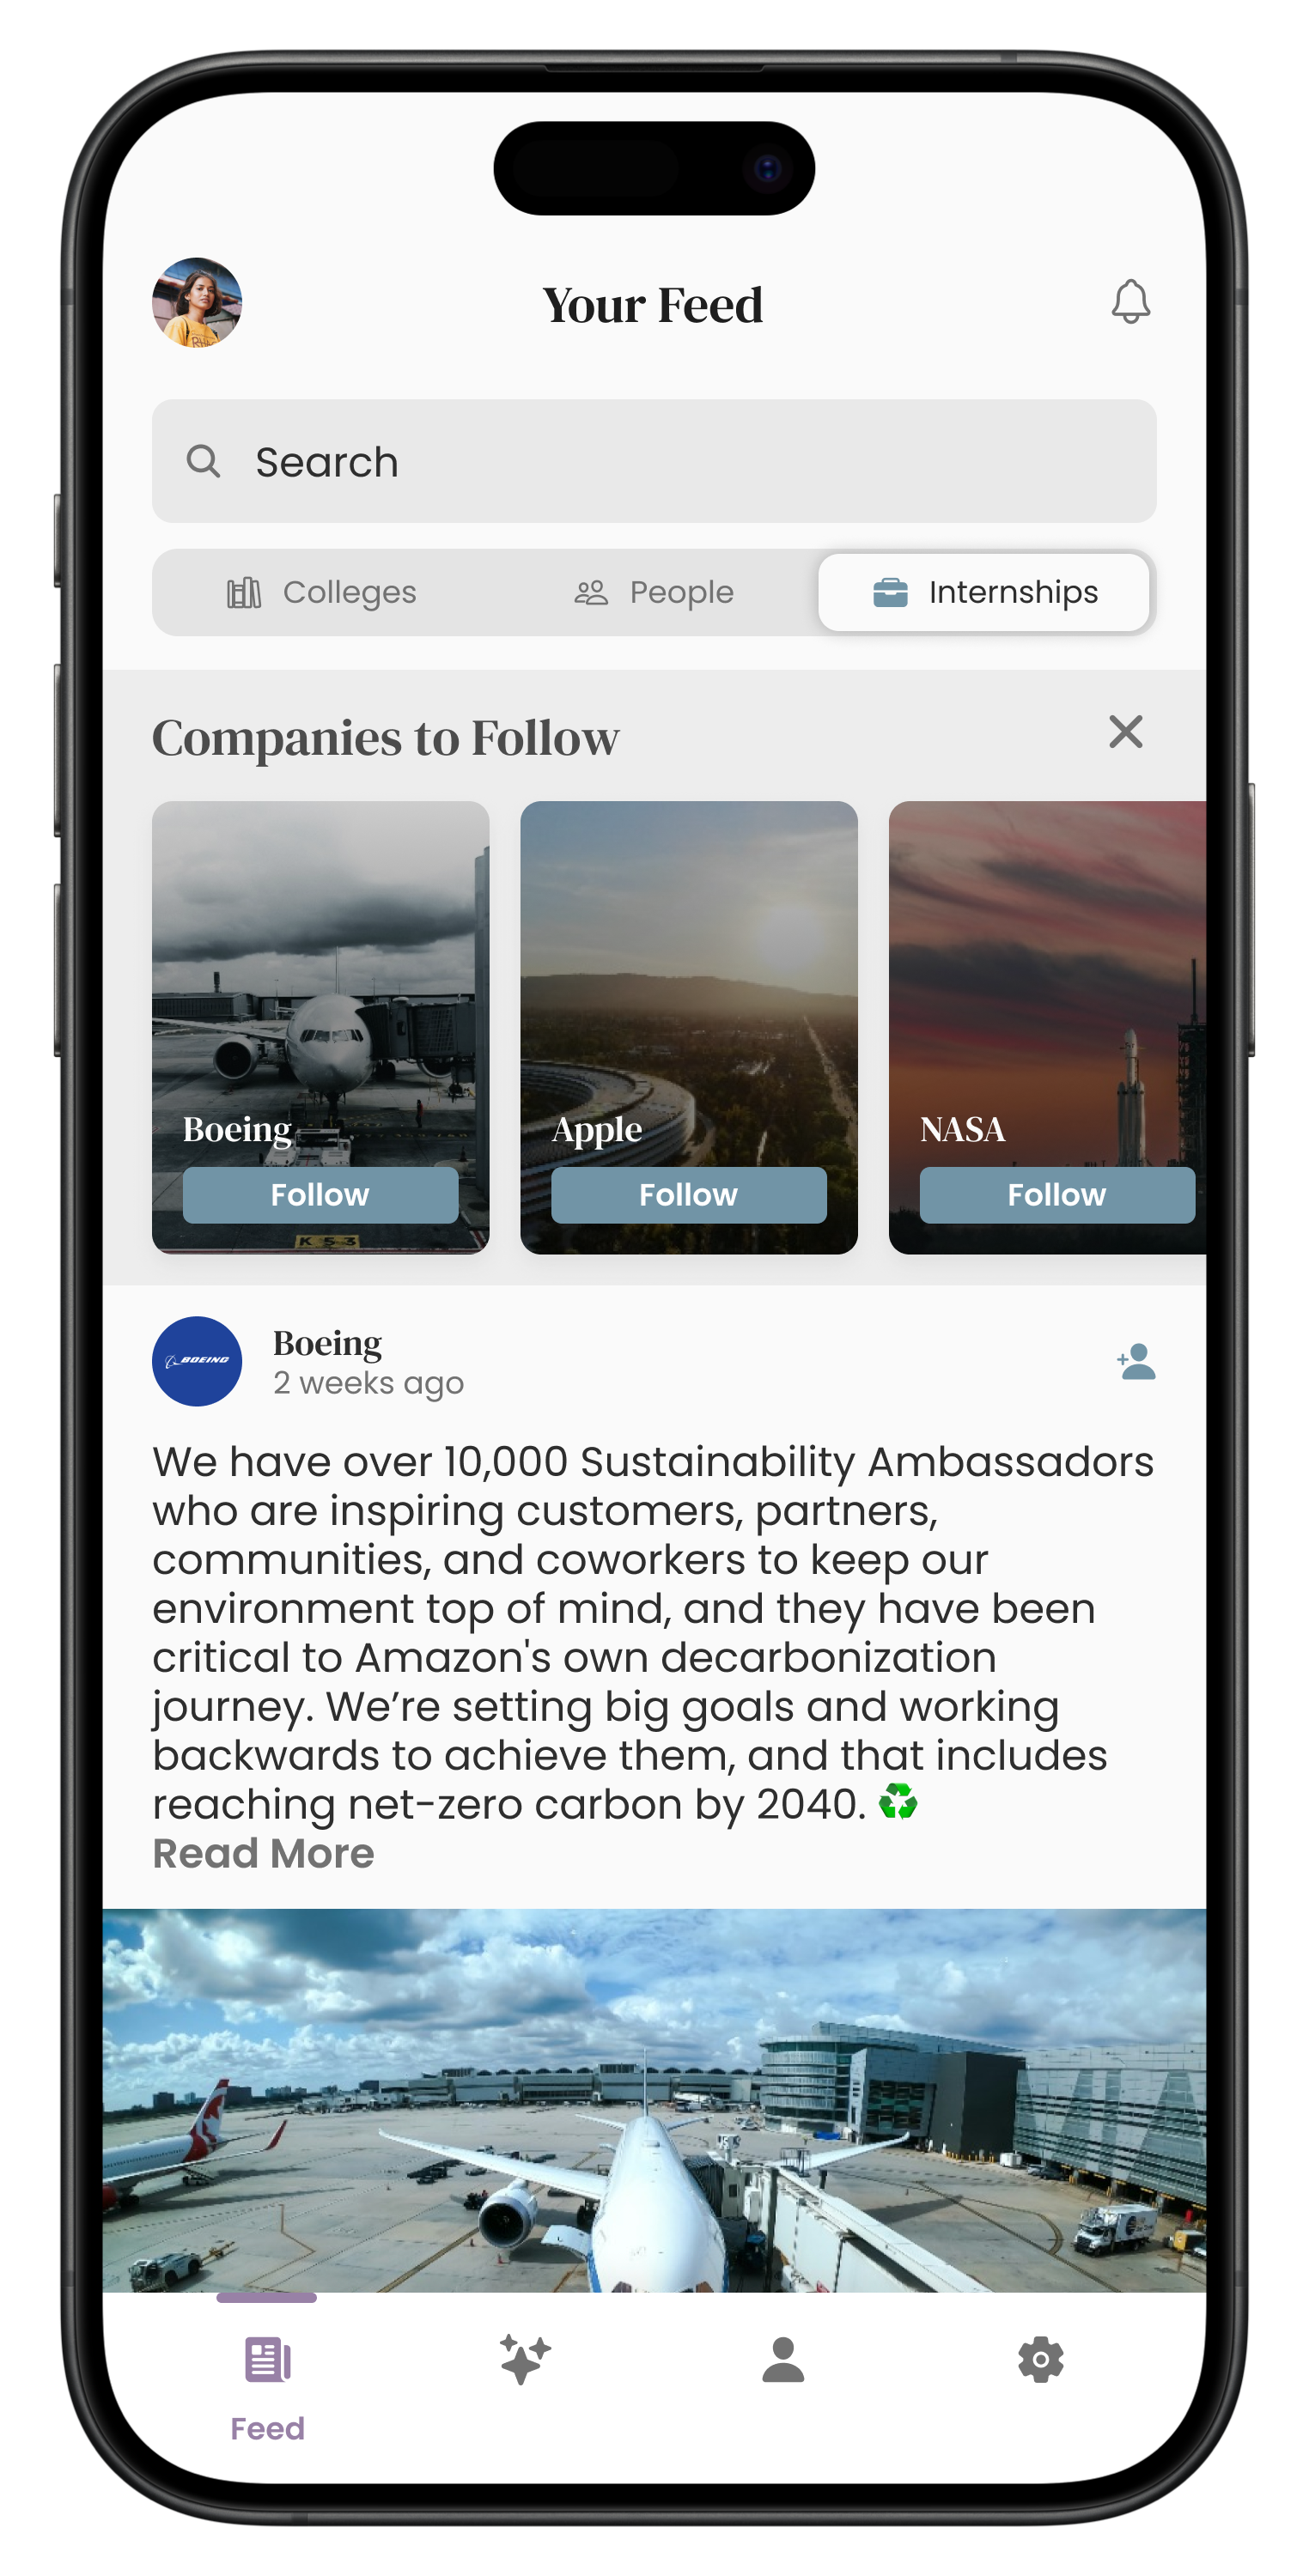 Your Feed
Search
Colleges
People
Internships
Companies to Follow
Boeing
Follow
K 53
Apple
Follow
NASA
Follow
BOEING
Boeing
2 weeks ago
We have over 10,000 Sustainability Ambassadors
who are inspiring customers, partners,
communities, and coworkers to keep our
environment top of mind, and they have been
critical to Amazon's own decarbonization
journey. We’re setting big goals and working
backwards to achieve them, and that includes
reaching net-zero carbon by 2040. ♻️
Read More
Feed